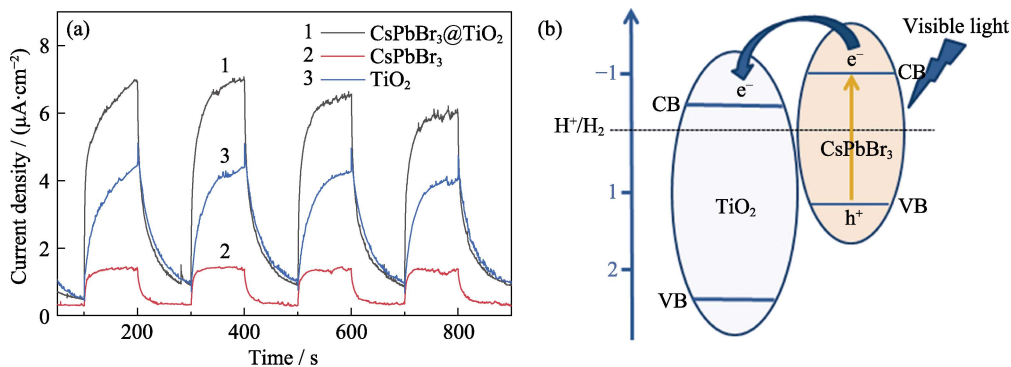 (a)
1 CsPbBr₃@TiO₂
2 CsPbBr₃
3 TiO₂
1
3
2
8
6
4
2
0
Current density / (μA·cm⁻²)
200
400
600
800
Time / s
(b)
Visible light
−1
e⁻
e⁻
CB
CB
H⁺/H₂
CsPbBr₃
1
TiO₂
VB
h⁺
2
VB